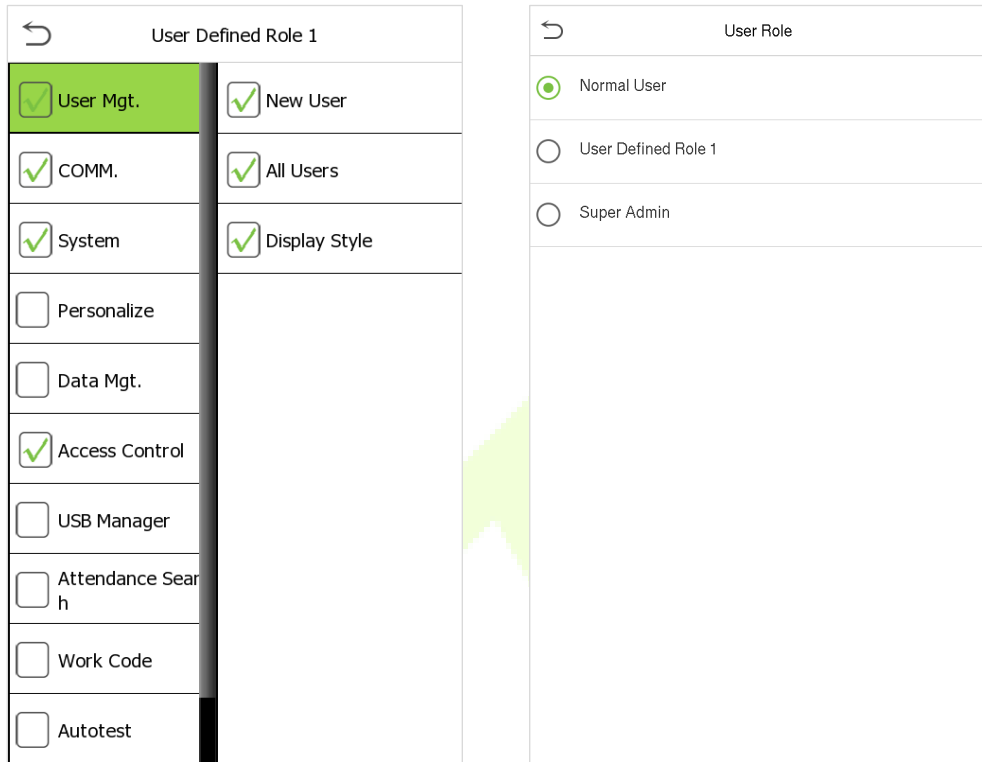 User Defined Role 1
User Mgt.
New User
COMM.
All Users
System
Display Style
Personalize
Data Mgt.
Access Control
USB Manager
Attendance Sear
h
Work Code
Autotest
User Role
Normal User
User Defined Role 1
Super Admin